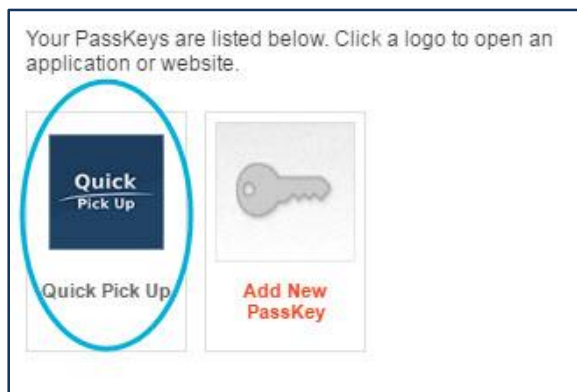 Your PassKeys are listed below. Click a logo to open an
application or website.
Quick
Pick Up
Quick Pick Up
Add New
PassKey